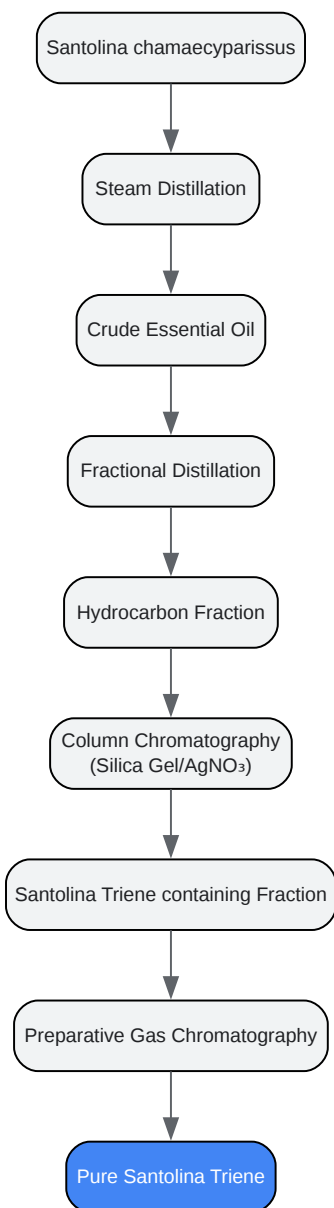 Santolina chamaecyparissus
Steam Distillation
Crude Essential Oil
Fractional Distillation
Hydrocarbon Fraction
Column Chromatography
(Silica Gel/AgNO₃)
Santolina Triene containing Fraction
Preparative Gas Chromatography
Pure Santolina Triene